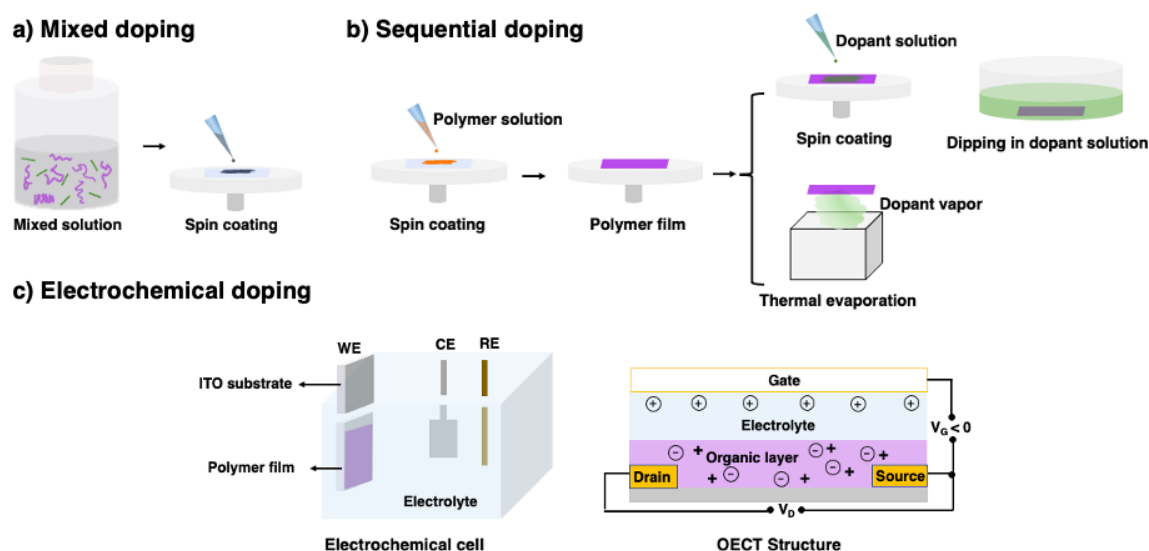 a) Mixed doping
Mixed solution
Spin coating
b) Sequential doping
Polymer solution
Spin coating
Polymer film
Dopant solution
Spin coating
Dipping in dopant solution
Dopant vapor
Thermal evaporation
c) Electrochemical doping
WE
CE
RE
ITO substrate
Polymer film
Electrolyte
Electrochemical cell
Gate
+ + + + + +
Electrolyte
V_G < 0
− + − + − +
Organic layer
+ − − + − +
Drain
Source
V_D
OECT Structure